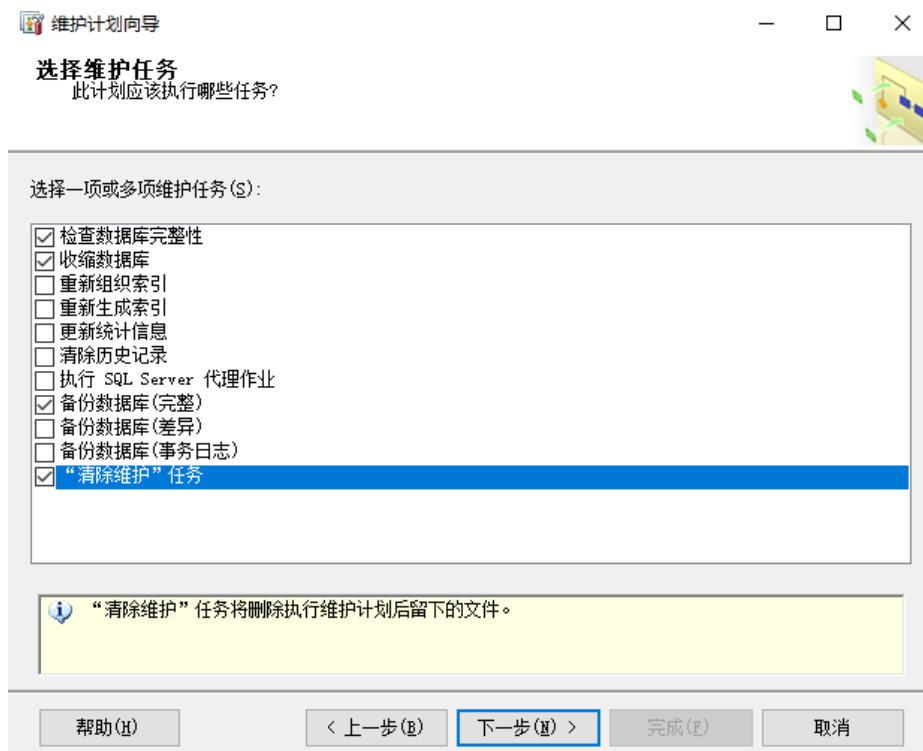 维护计划向导
选择维护任务
此计划应该执行哪些任务?
选择一项或多项维护任务(S):
检查数据库完整性
收缩数据库
重新组织索引
重新生成索引
更新统计信息
清除历史记录
执行 SQL Server 代理作业
备份数据库(完整)
备份数据库(差异)
备份数据库(事务日志)
“清除维护”任务
“清除维护”任务将删除执行维护计划后留下的文件。
帮助(H)
< 上一步(B)
下一步(N) >
完成(F)
取消